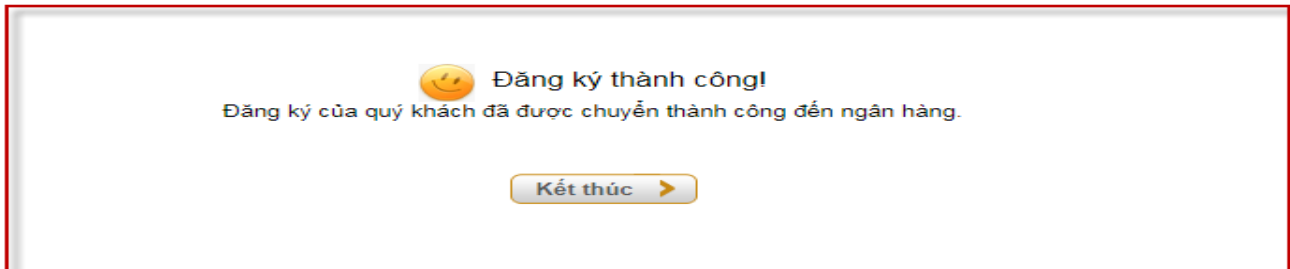 Đăng ký thành công!
Đăng ký của quý khách đã được chuyển thành công đến ngân hàng.
Kết thúc